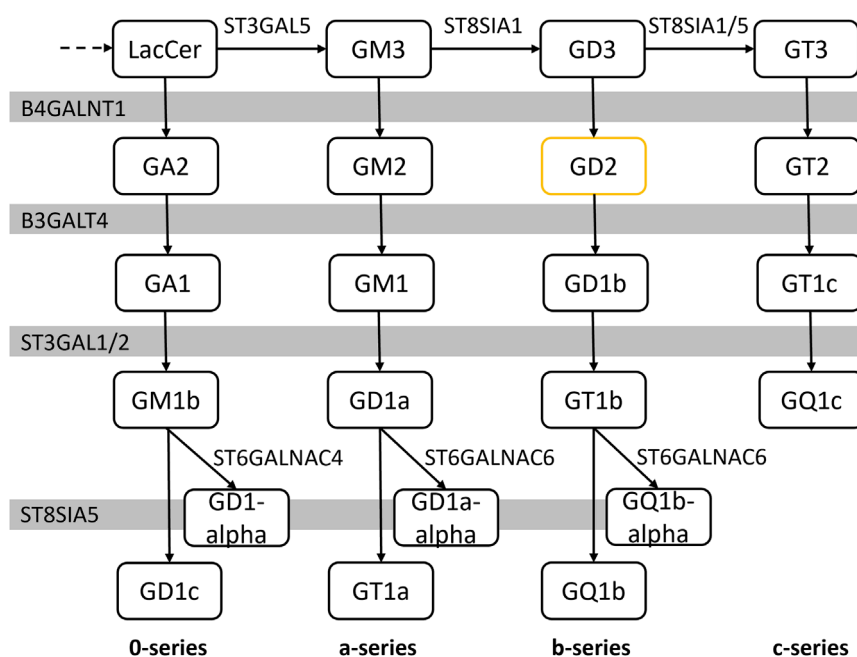 ST3GAL5
ST8SIA1
ST8SIA1/5
LacCer
GM3
GD3
GT3
B4GALNT1
GA2
GM2
GD2
GT2
B3GALT4
GA1
GM1
GD1b
GT1c
ST3GAL1/2
GM1b
GD1a
GT1b
GQ1c
ST6GALNAC4
ST6GALNAC6
ST6GALNAC6
ST8SIA5
GD1-
alpha
GD1a-
alpha
GQ1b-
alpha
GD1c
GT1a
GQ1b
0-series
a-series
b-series
c-series